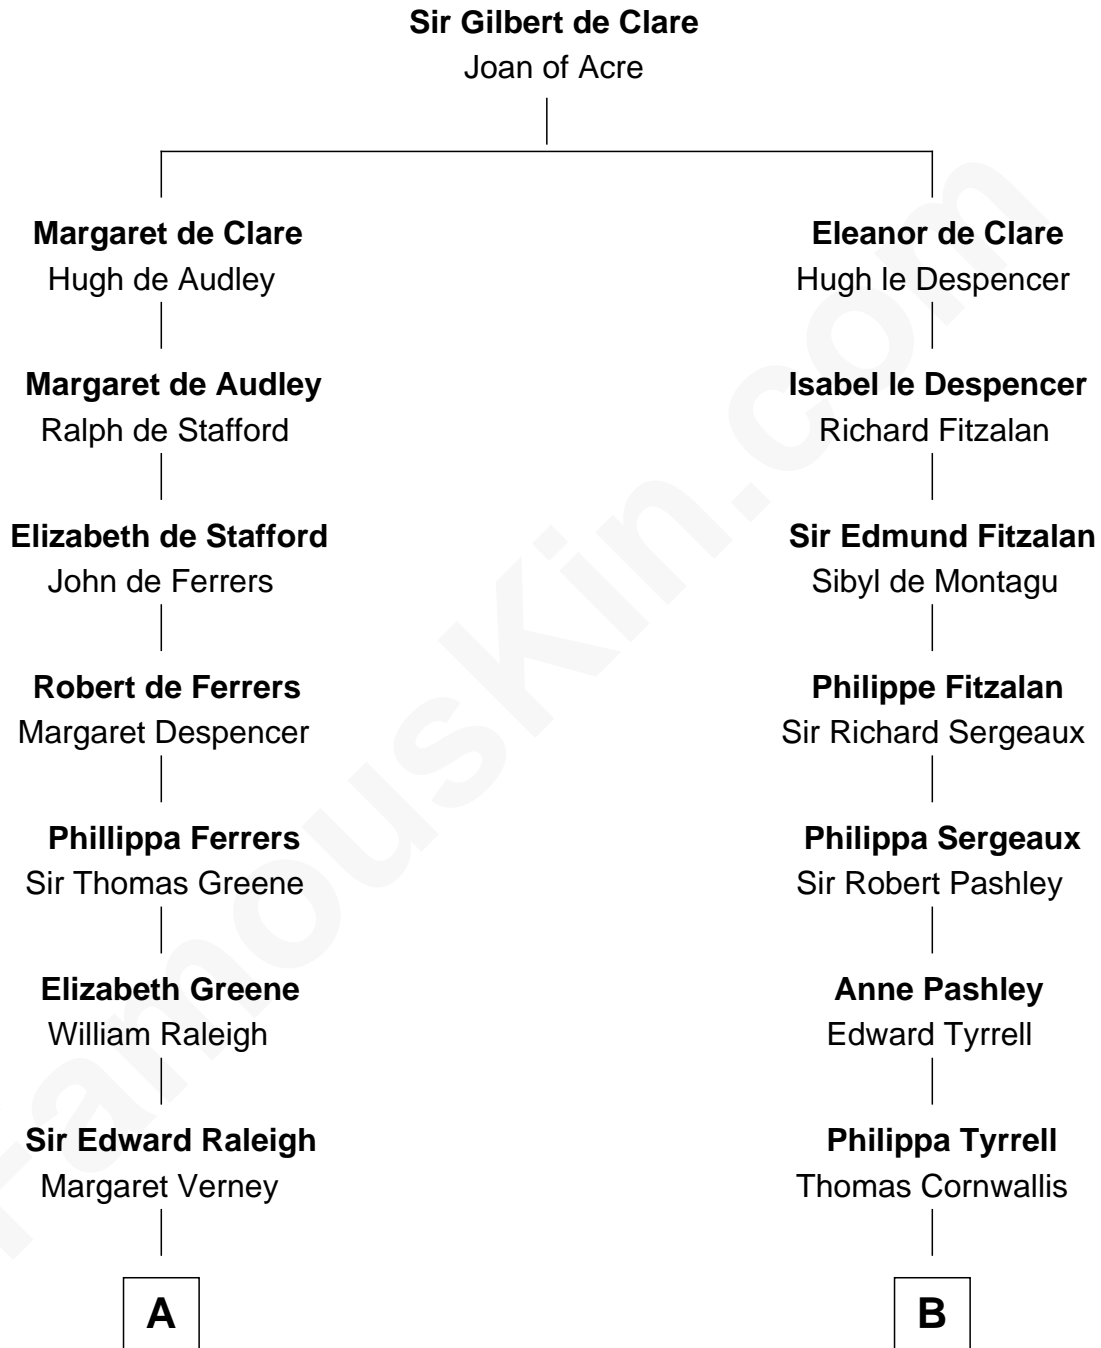 Sir Gilbert de Clare
Joan of Acre
Margaret de Clare
Hugh de Audley
Eleanor de Clare
Hugh le Despencer
Margaret de Audley
Ralph de Stafford
Isabel le Despencer
Richard Fitzalan
Elizabeth de Stafford
John de Ferrers
Sir Edmund Fitzalan
Sibyl de Montagu
Robert de Ferrers
Margaret Despencer
Philippe Fitzalan
Sir Richard Sergeaux
Phillippa Ferrers
Sir Thomas Greene
Philippa Sergeaux
Sir Robert Pashley
Elizabeth Greene
William Raleigh
Anne Pashley
Edward Tyrrell
Sir Edward Raleigh
Margaret Verney
Philippa Tyrrell
Thomas Cornwallis
A
B
FamousKin.com